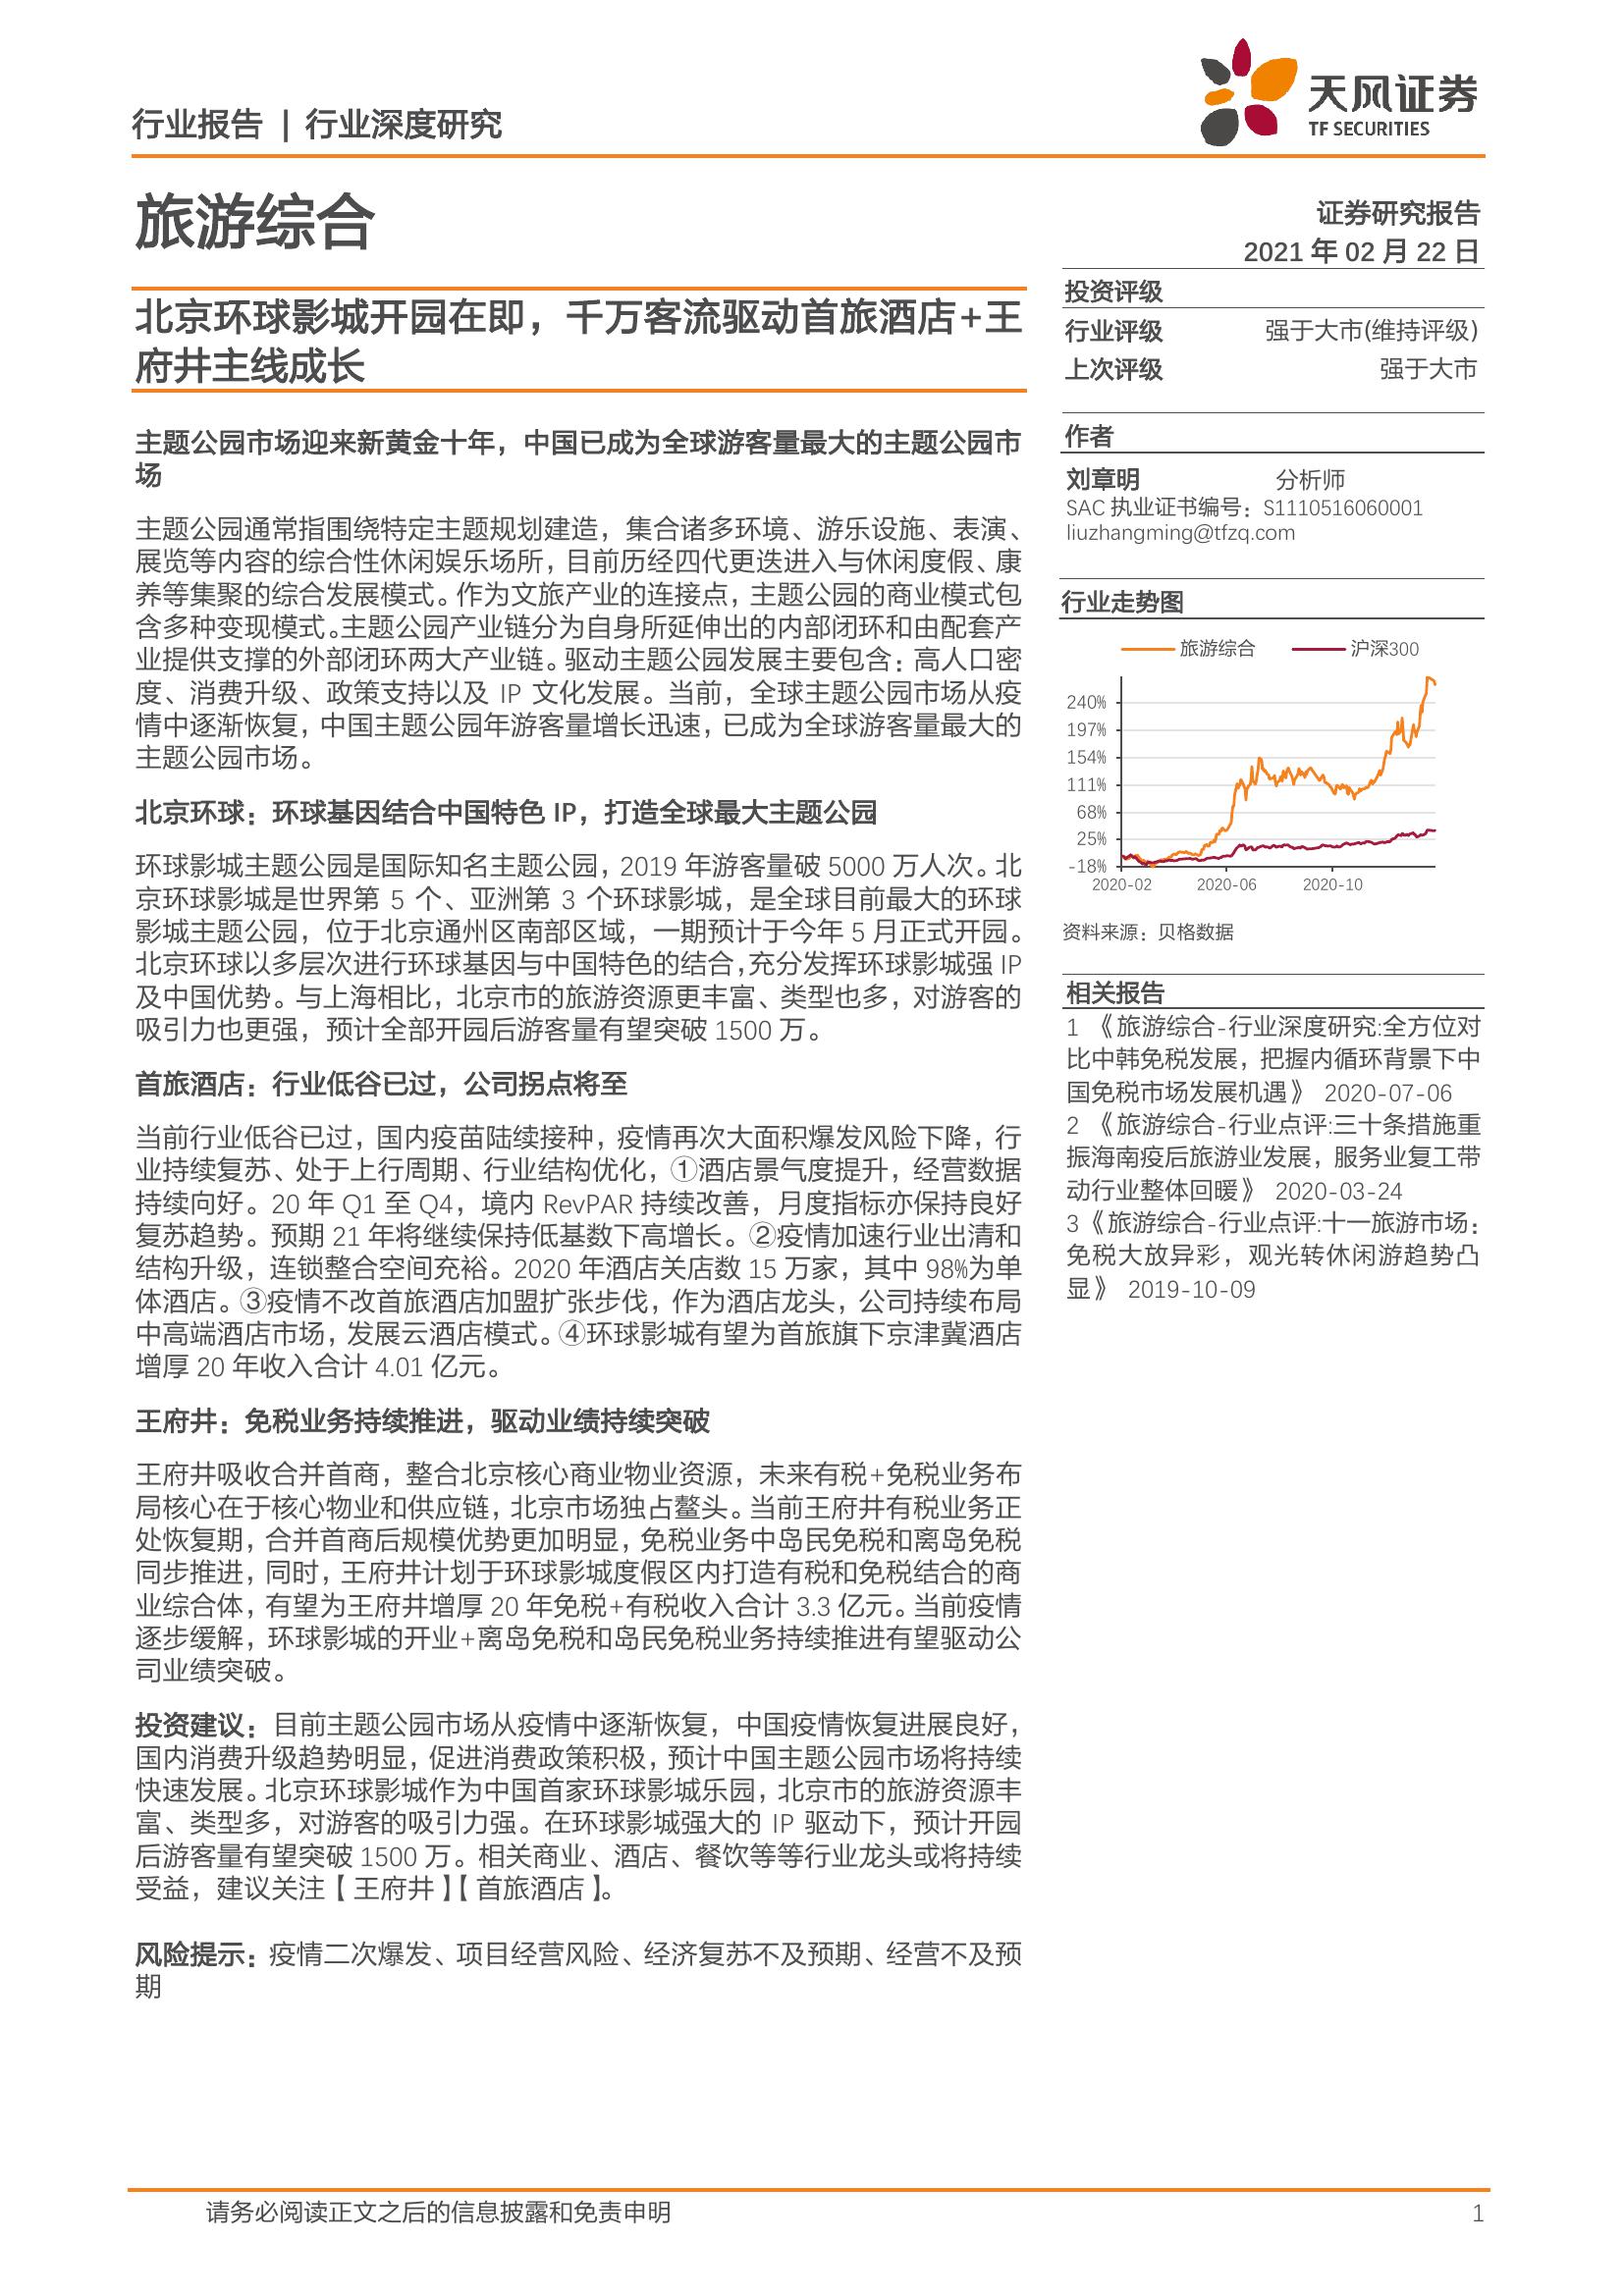 行业报告 | 行业深度研究
天风证券
TF SECURITIES
旅游综合
证券研究报告
2021 年 02 月 22 日
北京环球影城开园在即，千万客流驱动首旅酒店+王
府井主线成长
主题公园市场迎来新黄金十年，中国已成为全球游客量最大的主题公园市
场
主题公园通常指围绕特定主题规划建造，集合诸多环境、游乐设施、表演、
展览等内容的综合性休闲娱乐场所，目前历经四代更迭进入与休闲度假、康
养等集聚的综合发展模式。作为文旅产业的连接点，主题公园的商业模式包
含多种变现模式。主题公园产业链分为自身所延伸出的内部闭环和由配套产
业提供支撑的外部闭环两大产业链。驱动主题公园发展主要包含：高人口密
度、消费升级、政策支持以及 IP 文化发展。当前，全球主题公园市场从疫
情中逐渐恢复，中国主题公园年游客量增长迅速，已成为全球游客量最大的
主题公园市场。
北京环球：环球基因结合中国特色 IP，打造全球最大主题公园
环球影城主题公园是国际知名主题公园，2019 年游客量破 5000 万人次。北
京环球影城是世界第 5 个、亚洲第 3 个环球影城，是全球目前最大的环球
影城主题公园，位于北京通州区南部区域，一期预计于今年 5 月正式开园。
北京环球以多层次进行环球基因与中国特色的结合，充分发挥环球影城强 IP
及中国优势。与上海相比，北京市的旅游资源更丰富、类型也多，对游客的
吸引力也更强，预计全部开园后游客量有望突破 1500 万。
首旅酒店：行业低谷已过，公司拐点将至
当前行业低谷已过，国内疫苗陆续接种，疫情再次大面积爆发风险下降，行
业持续复苏、处于上行周期、行业结构优化，①酒店景气度提升，经营数据
持续向好。20 年 Q1 至 Q4，境内 RevPAR 持续改善，月度指标亦保持良好
复苏趋势。预期 21 年将继续保持低基数下高增长。②疫情加速行业出清和
结构升级，连锁整合空间充裕。2020 年酒店关店数 15 万家，其中 98%为单
体酒店。③疫情不改首旅酒店加盟扩张步伐，作为酒店龙头，公司持续布局
中高端酒店市场，发展云酒店模式。④环球影城有望为首旅旗下京津冀酒店
增厚 20 年收入合计 4.01 亿元。
王府井：免税业务持续推进，驱动业绩持续突破
王府井吸收合并首商，整合北京核心商业物业资源，未来有税+免税业务布
局核心在于核心物业和供应链，北京市场独占鳌头。当前王府井有税业务正
处恢复期，合并首商后规模优势更加明显，免税业务中岛民免税和离岛免税
同步推进，同时，王府井计划于环球影城度假区内打造有税和免税结合的商
业综合体，有望为王府井增厚 20 年免税+有税收入合计 3.3 亿元。当前疫情
逐步缓解，环球影城的开业+离岛免税和岛民免税业务持续推进有望驱动公
司业绩突破。
投资建议：目前主题公园市场从疫情中逐渐恢复，中国疫情恢复进展良好，
国内消费升级趋势明显，促进消费政策积极，预计中国主题公园市场将持续
快速发展。北京环球影城作为中国首家环球影城乐园，北京市的旅游资源丰
富、类型多，对游客的吸引力强。在环球影城强大的 IP 驱动下，预计开园
后游客量有望突破 1500 万。相关商业、酒店、餐饮等等行业龙头或将持续
受益，建议关注【王府井】【首旅酒店】。
风险提示：疫情二次爆发、项目经营风险、经济复苏不及预期、经营不及预
期
投资评级
行业评级 强于大市(维持评级)
上次评级 强于大市
作者
刘章明 分析师
SAC 执业证书编号：S1110516060001
liuzhangming@tfzq.com
行业走势图
旅游综合 沪深300
240%
197%
154%
111%
68%
25%
-18%
2020-02 2020-06 2020-10
资料来源：贝格数据
相关报告
1 《旅游综合-行业深度研究:全方位对
比中韩免税发展，把握内循环背景下中
国免税市场发展机遇》 2020-07-06
2 《旅游综合-行业点评:三十条措施重
振海南疫后旅游业发展，服务业复工带
动行业整体回暖》 2020-03-24
3《旅游综合-行业点评:十一旅游市场：
免税大放异彩，观光转休闲游趋势凸
显》 2019-10-09
请务必阅读正文之后的信息披露和免责申明 1